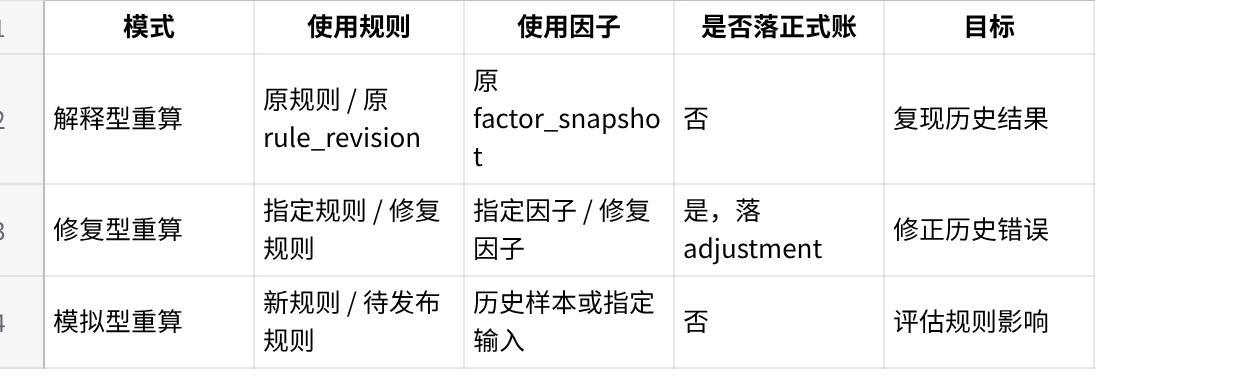 模式 使用规则 使用因子 是否落正式账 目标
解释型重算
原规则 / 原
rule_revision
原
factor_snapsho
t
否
复现历史结果
修复型重算
指定规则 / 修复
规则
指定因子 / 修复
因子
是，落
adjustment
修正历史错误
模拟型重算
新规则 / 待发布
规则
历史样本或指定
输入
否
评估规则影响